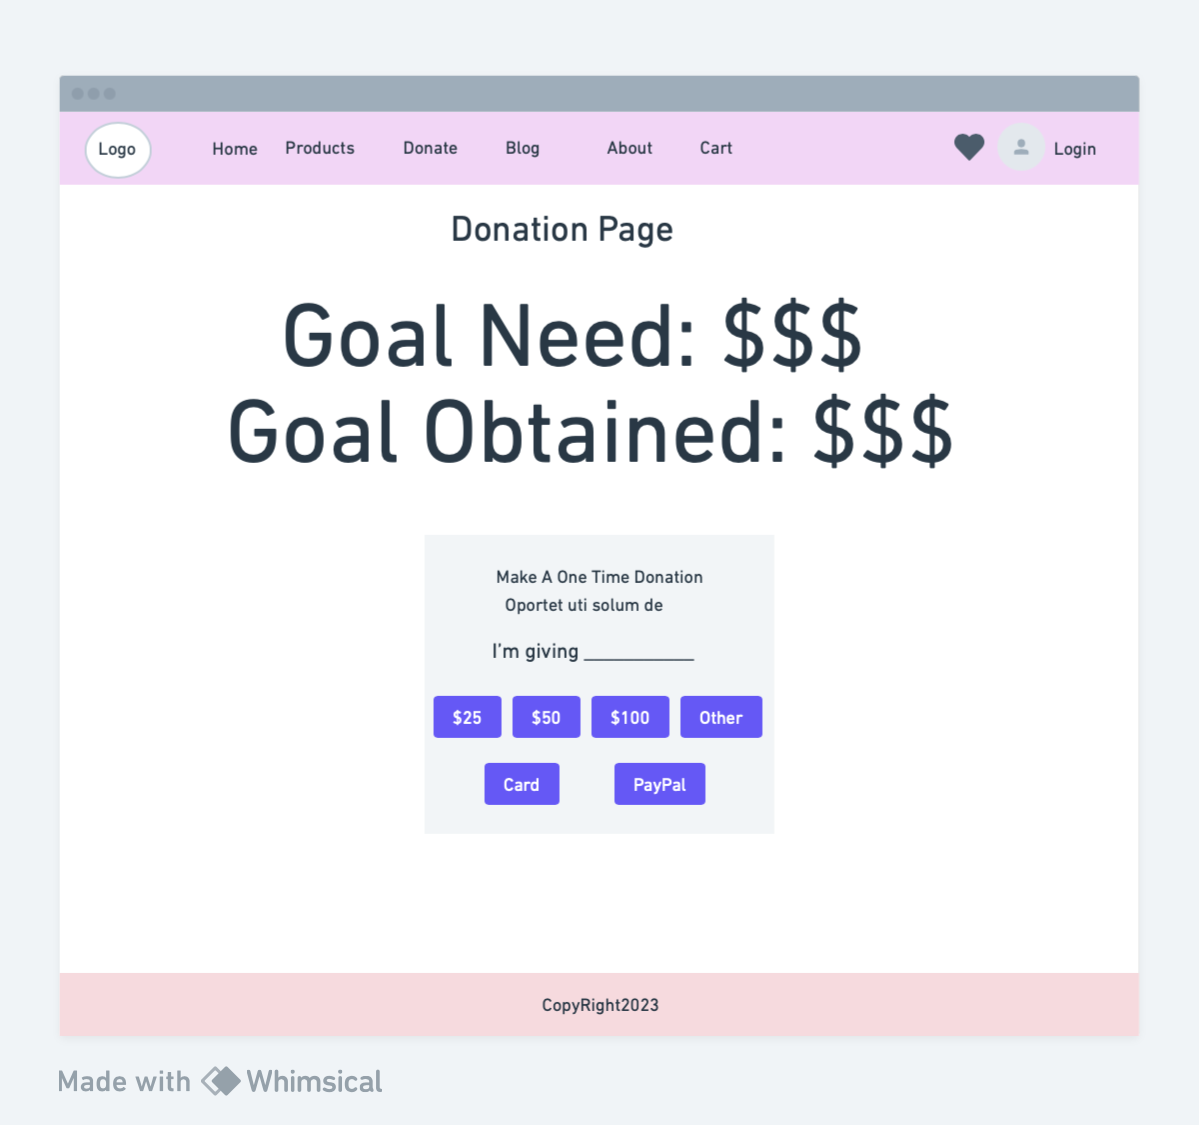 Logo Home Products Donate Blog About Cart Login
Donation Page
Goal Need: $$$
Goal Obtained: $$$
Make A One Time Donation
Oportet uti solum de
I'm giving ___________
$25 $50 $100 Other
Card PayPal
CopyRight2023
Made with Whimsical